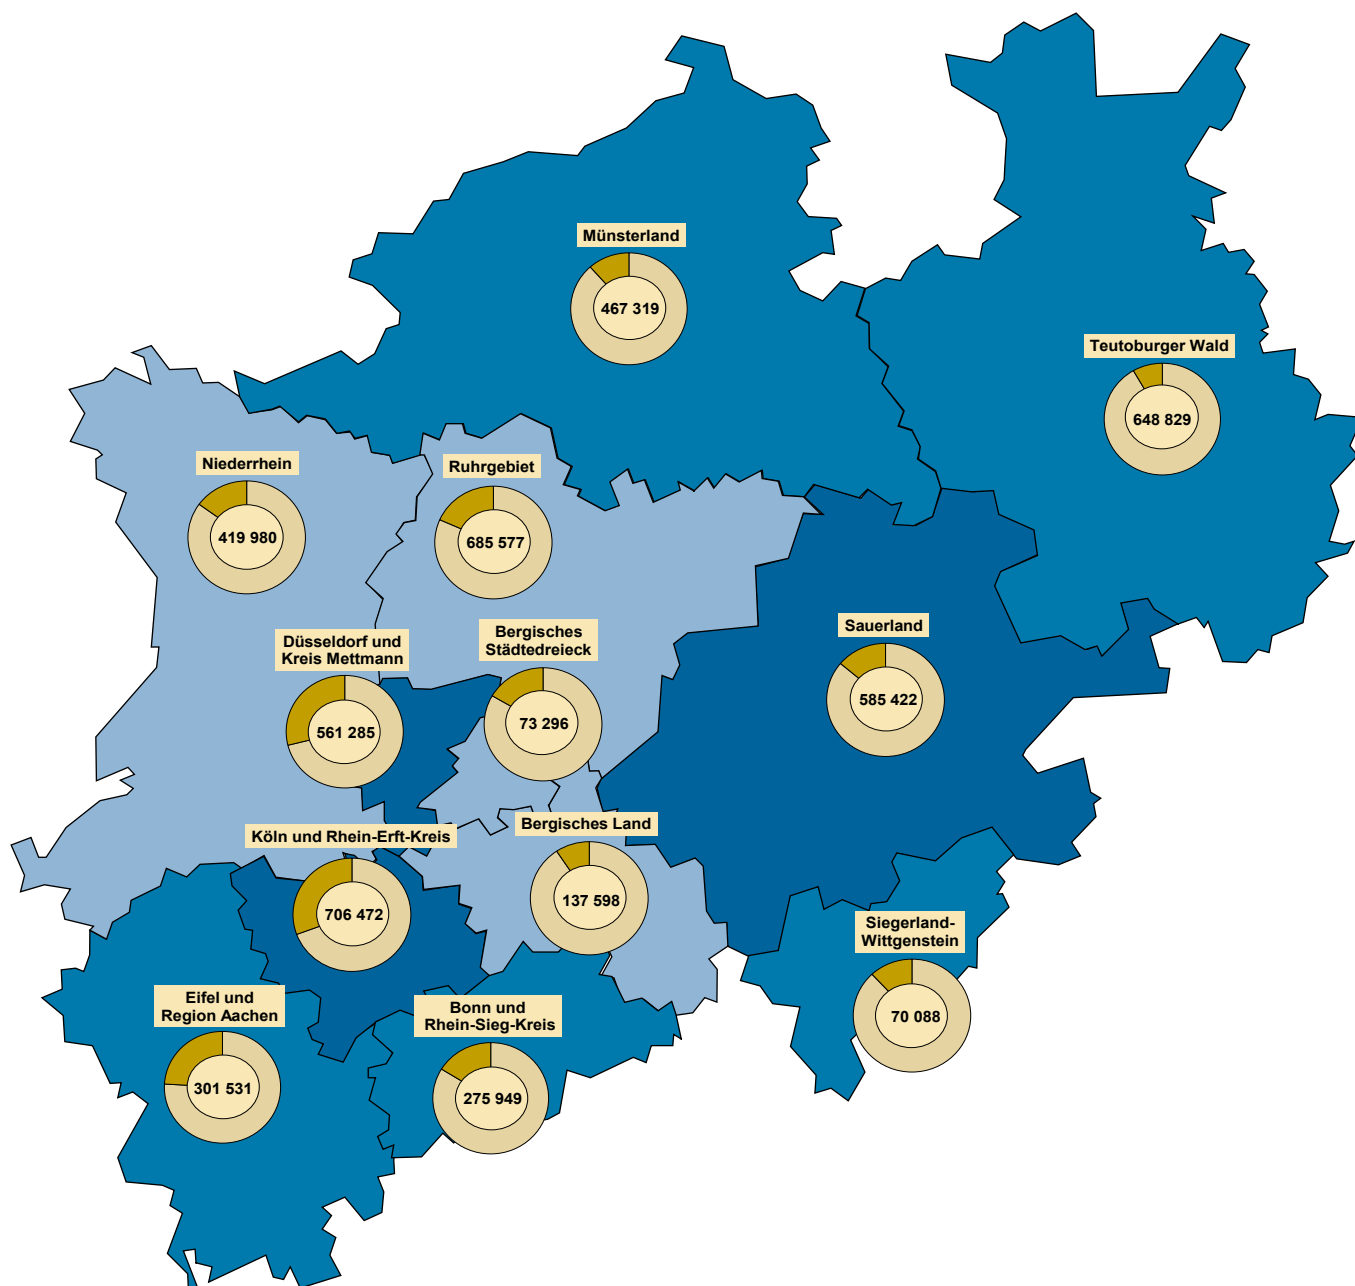 Münsterland
467 319
Teutoburger Wald
648 829
Niederrhein
419 980
Ruhrgebiet
685 577
Düsseldorf und
Kreis Mettmann
561 285
Bergisches
Städtedreieck
73 296
Sauerland
585 422
Köln und Rhein-Erft-Kreis
706 472
Bergisches Land
137 598
Siegerland-
Wittgenstein
70 088
Eifel und
Region Aachen
301 531
Bonn und
Rhein-Sieg-Kreis
275 949